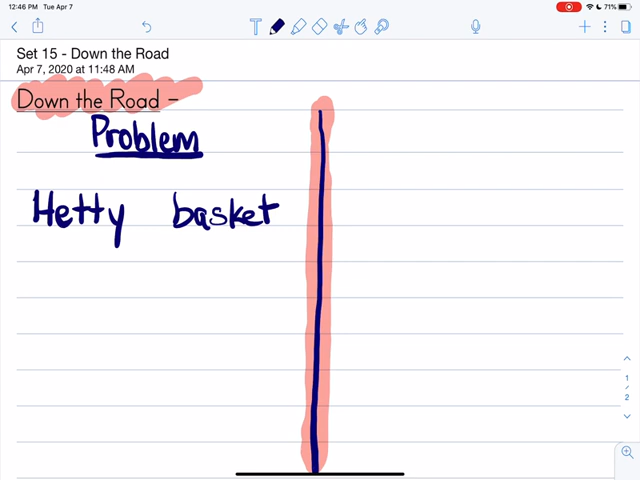 12:46 PM Tue Apr 7
71%
T
Set 15 - Down the Road
Apr 7, 2020 at 11:48 AM
Down the Road -
Problem
Hetty basket
1
/
2